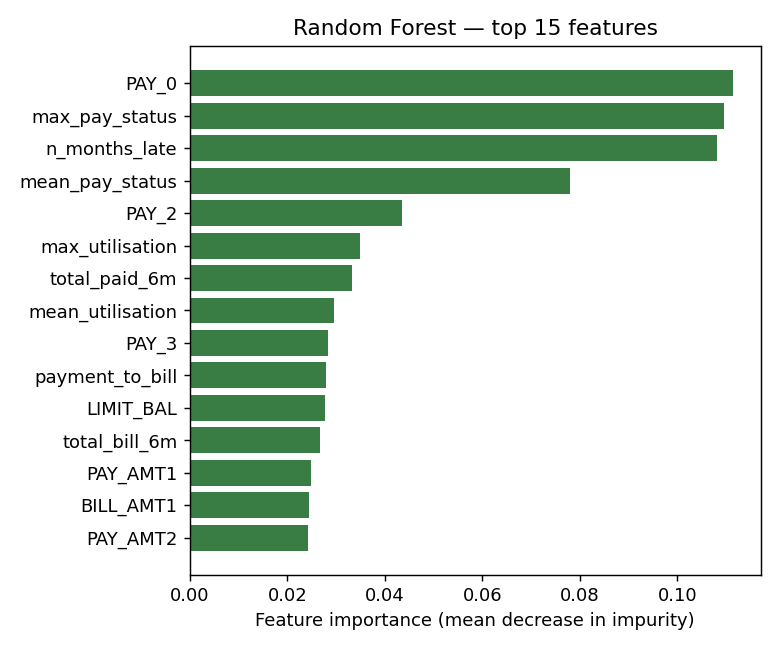 Random Forest — top 15 features
PAY_0
max_pay_status
n_months_late
mean_pay_status
PAY_2
max_utilisation
total_paid_6m
mean_utilisation
PAY_3
payment_to_bill
LIMIT_BAL
total_bill_6m
PAY_AMT1
BILL_AMT1
PAY_AMT2
0.00 0.02 0.04 0.06 0.08 0.10
Feature importance (mean decrease in impurity)